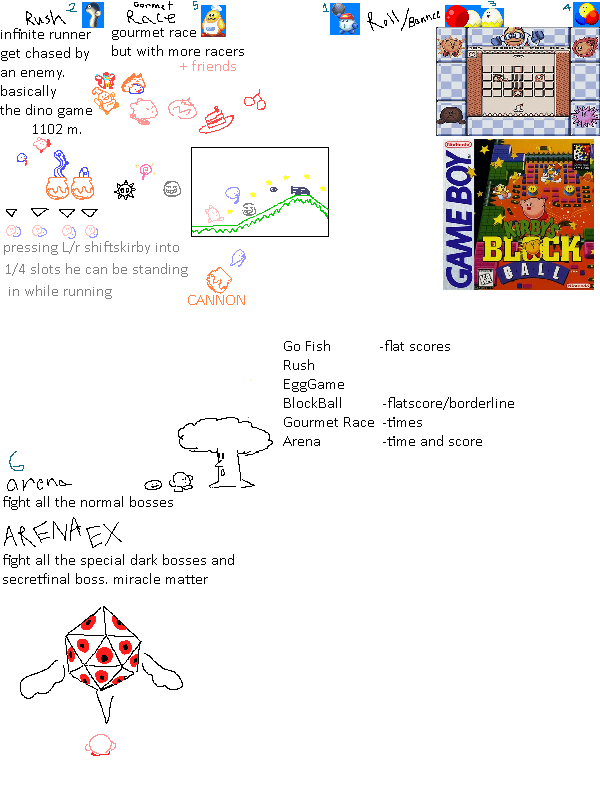 Rush 2
infinite runner
get chased by
an enemy.
basically
the dino game
1102 m.
Gourmet 5
Race
gourmet race
but with more racers
+ friends
1 Roll/Bounce
4
pressing L/r shiftskirby into
1/4 slots he can be standing
in while running
CANNON
Nintendo
GAME BOY
KIRBY'S
BLOCK
BALL
Nintendo
Go Fish -flat scores
Rush
EggGame
BlockBall -flatscore/borderline
Gourmet Race -times
Arena -time and score
6
arena
fight all the normal bosses
ARENA EX
fight all the special dark bosses and
secretfinal boss. miracle matter